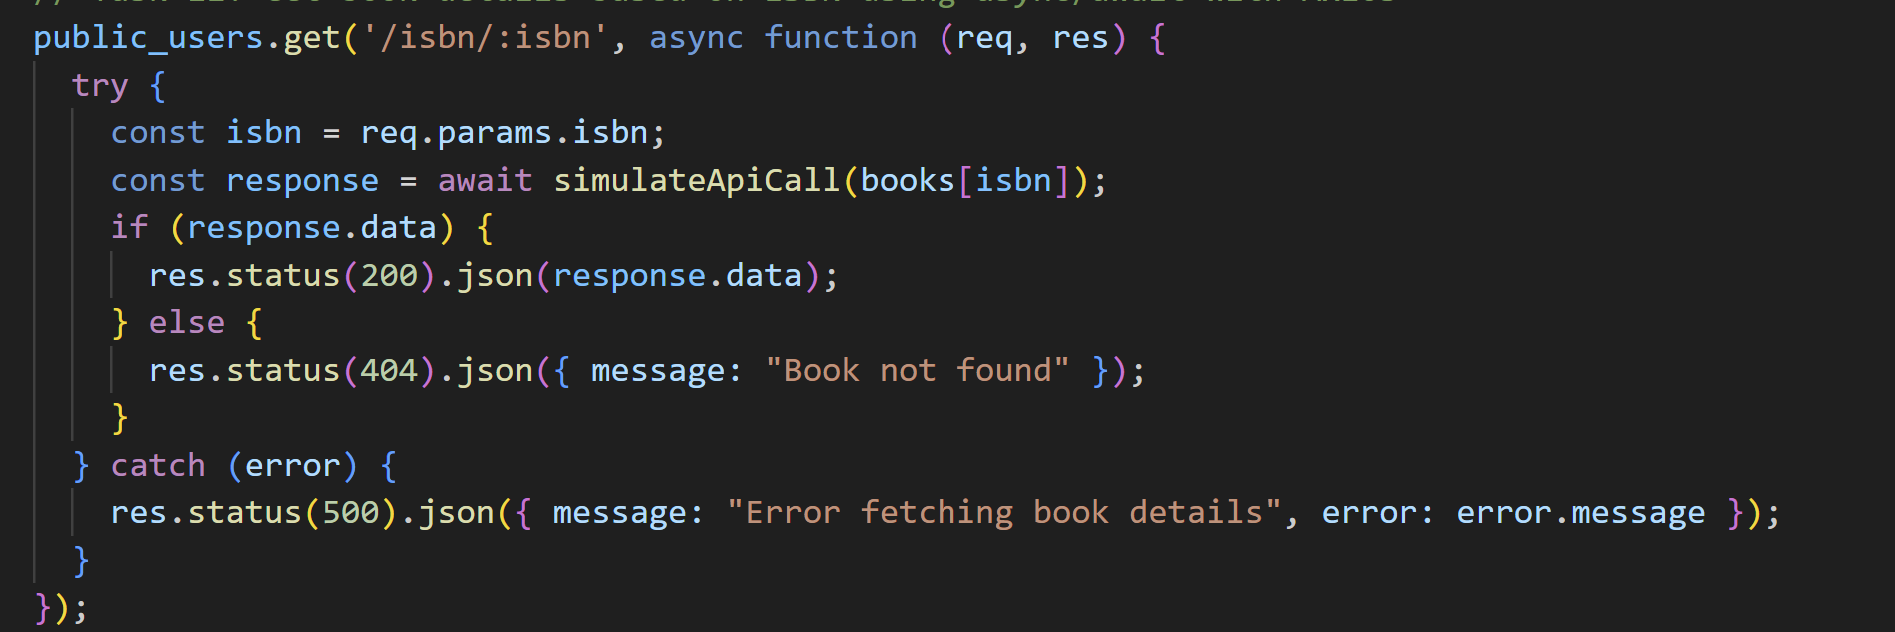 public_users.get('/isbn/:isbn', async function (req, res) {
  try {
    const isbn = req.params.isbn;
    const response = await simulateApiCall(books[isbn]);
    if (response.data) {
      res.status(200).json(response.data);
    } else {
      res.status(404).json({ message: "Book not found" });
    }
  } catch (error) {
    res.status(500).json({ message: "Error fetching book details", error: error.message });
  }
});